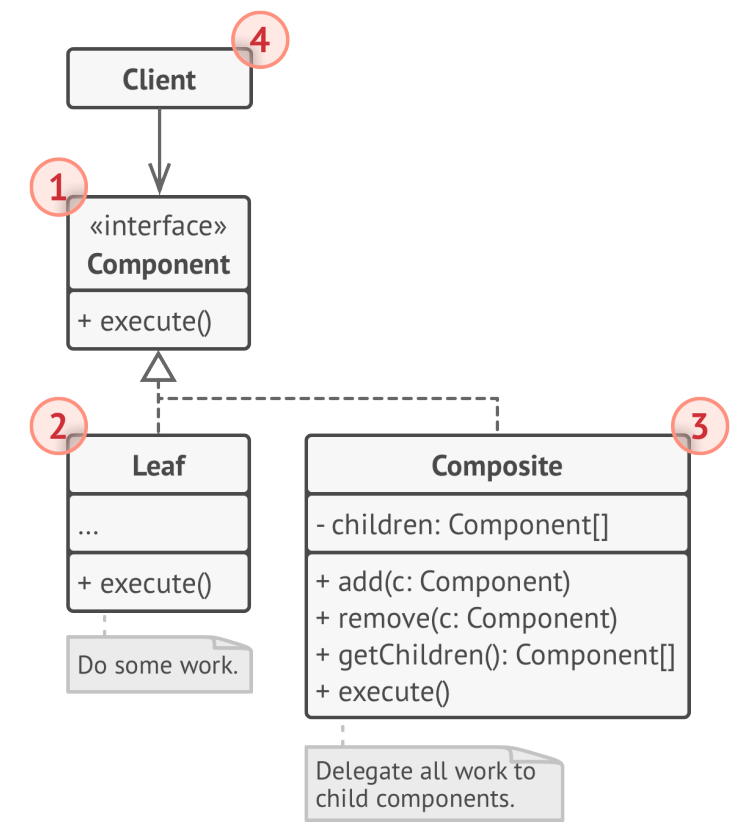 4
Client
1
«interface»
Component
+ execute()
2
Leaf
...
+ execute()
Do some work.
3
Composite
- children: Component[]
+ add(c: Component)
+ remove(c: Component)
+ getChildren(): Component[]
+ execute()
Delegate all work to
child components.